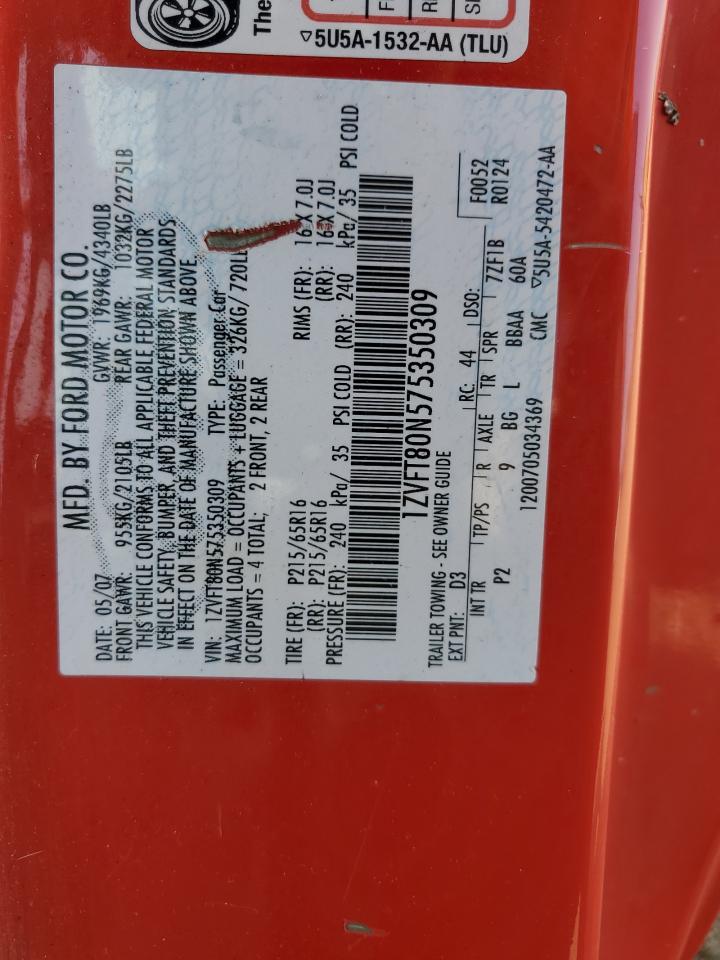 The
5U5A-1532-AA (TLU)
MFD. BY FORD MOTOR CO.
DATE: 05/07 GVWR: 1969KG/4340LB
FRONT GAWR: 955KG/2105LB REAR GAWR: 1032KG/2275LB
THIS VEHICLE CONFORMS TO ALL APPLICABLE FEDERAL MOTOR
VEHICLE SAFETY, BUMPER, AND THEFT PREVENTION STANDARDS
IN EFFECT ON THE DATE OF MANUFACTURE SHOWN ABOVE.
VIN: 1ZVFT80N575350309 TYPE: Passenger Car
MAXIMUM LOAD = OCCUPANTS + LUGGAGE = 326KG/ 720LB
OCCUPANTS = 4 TOTAL; 2 FRONT, 2 REAR
TIRE (FR): P215/65R16 RIMS (FR): 16 X 7.0J
(RR): P215/65R16 (RR): 16 X 7.0J
PRESSURE (FR): 240 kPa/ 35 PSI COLD (RR): 240 kPa/ 35 PSI COLD
1ZVFT80N575350309
TRAILER TOWING - SEE OWNER GUIDE
EXT PNT: D3 RC: 44 DSO: F0052
INT TR TP/PS R AXLE TR SPR 7ZF1B R0124
P2 9 BG L BBAA 60A
1200705034369 CMC ▽5U5A-5420472-AA